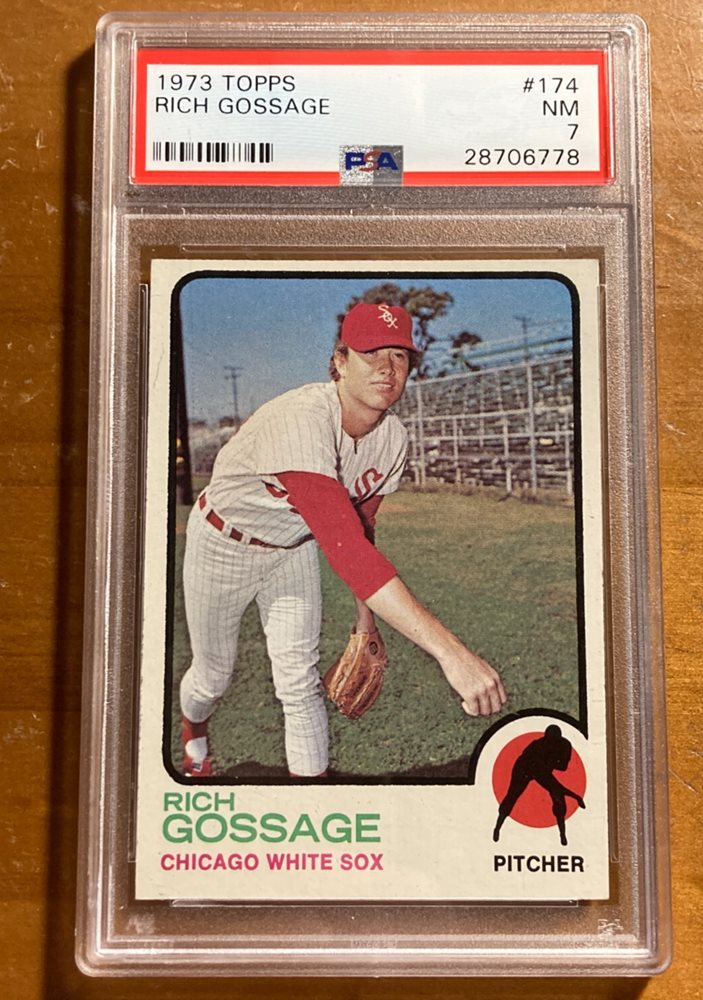 1973 TOPPS
RICH GOSSAGE
#174
NM
7
28706778
PSA
SOX
RICH
GOSSAGE
CHICAGO WHITE SOX
PITCHER